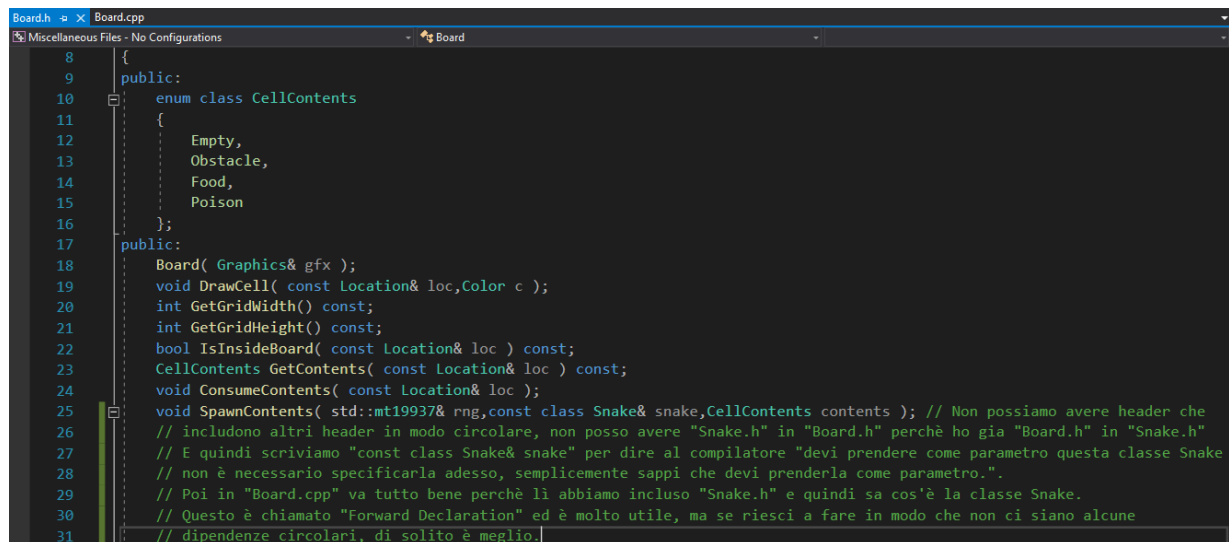 Board.h Board.cpp
Miscellaneous Files - No Configurations Board
8 {
9 public:
10 enum class CellContents
11 {
12 Empty,
13 Obstacle,
14 Food,
15 Poison
16 };
17 public:
18 Board( Graphics& gfx );
19 void DrawCell( const Location& loc,Color c );
20 int GetGridWidth() const;
21 int GetGridHeight() const;
22 bool IsInsideBoard( const Location& loc ) const;
23 CellContents GetContents( const Location& loc ) const;
24 void ConsumeContents( const Location& loc );
25 void SpawnContents( std::mt19937& rng,const class Snake& snake,CellContents contents ); // Non possiamo avere header che
26 // includono altri header in modo circolare, non posso avere "Snake.h" in "Board.h" perchè ho gia "Board.h" in "Snake.h"
27 // E quindi scriviamo "const class Snake& snake" per dire al compilatore "devi prendere come parametro questa classe Snake
28 // non è necessario specificarla adesso, semplicemente sappi che devi prenderla come parametro.".
29 // Poi in "Board.cpp" va tutto bene perchè lì abbiamo incluso "Snake.h" e quindi sa cos'è la classe Snake.
30 // Questo è chiamato "Forward Declaration" ed è molto utile, ma se riesci a fare in modo che non ci siano alcune
31 // dipendenze circolari, di solito è meglio.